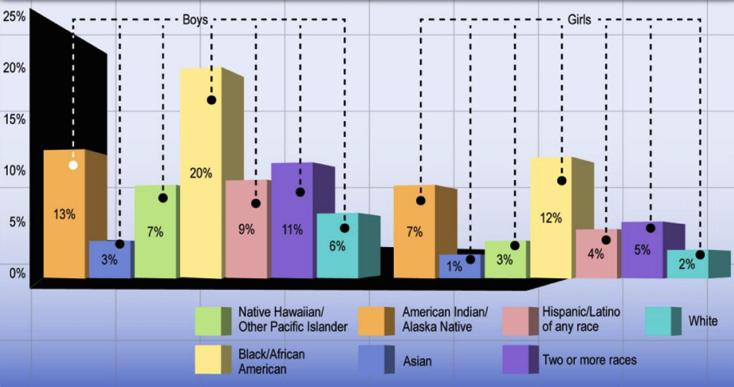 25%
Boys
Girls
20%
15%
10%
5%
0%
13%
3%
7%
20%
9%
11%
6%
7%
1%
3%
12%
4%
5%
2%
Native Hawaiian/
Other Pacific Islander
American Indian/
Alaska Native
Hispanic/Latino
of any race
White
Black/African
American
Asian
Two or more races